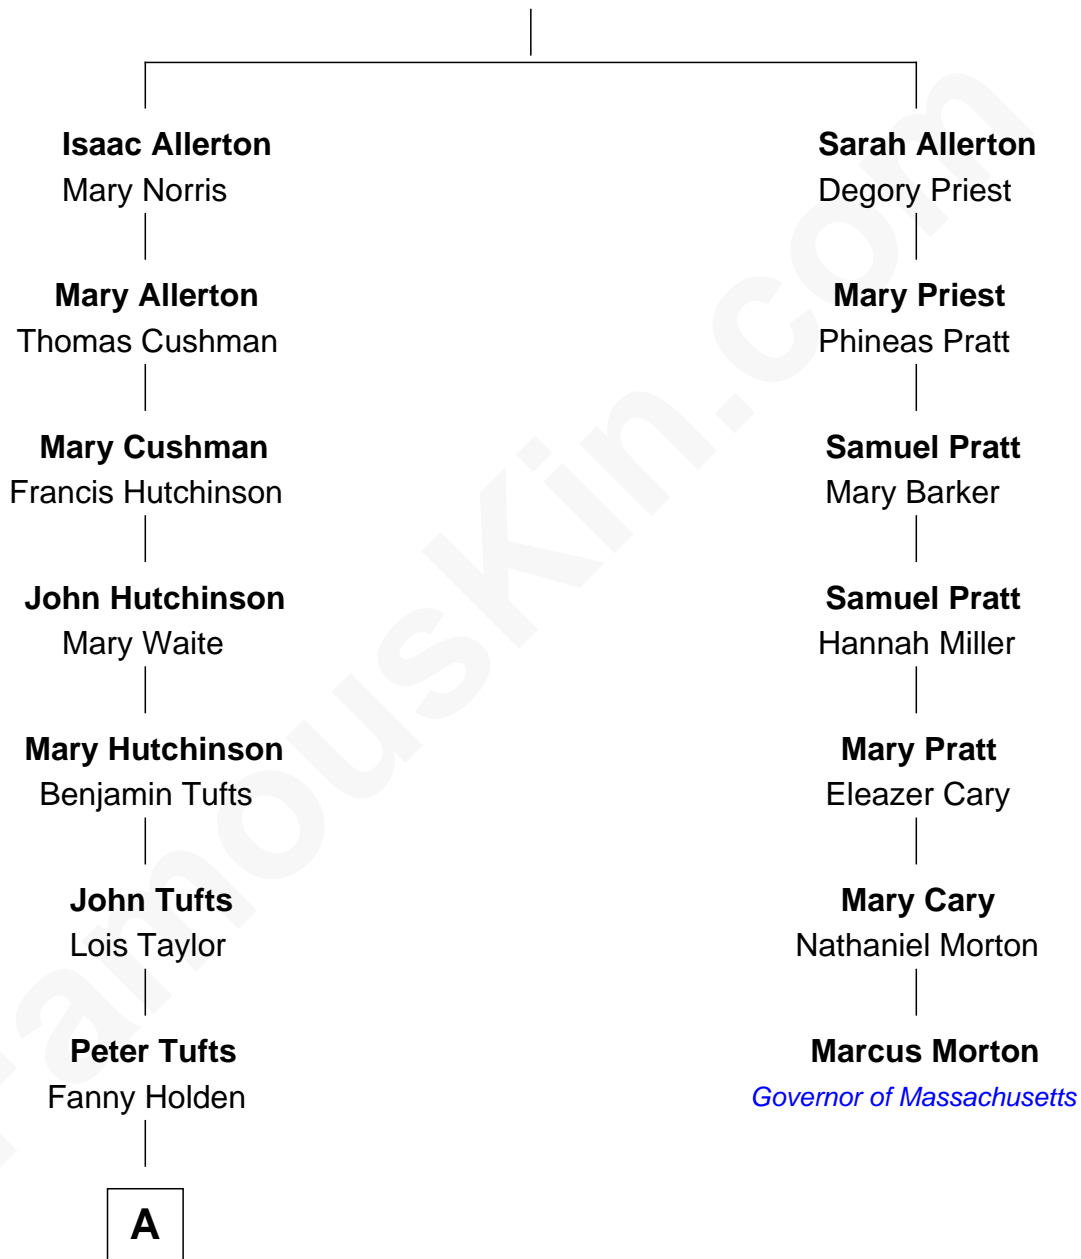 Isaac Allerton
Mary Norris
Mary Allerton
Thomas Cushman
Mary Cushman
Francis Hutchinson
John Hutchinson
Mary Waite
Mary Hutchinson
Benjamin Tufts
John Tufts
Lois Taylor
Peter Tufts
Fanny Holden
A
Sarah Allerton
Degory Priest
Mary Priest
Phineas Pratt
Samuel Pratt
Mary Barker
Samuel Pratt
Hannah Miller
Mary Pratt
Eleazer Cary
Mary Cary
Nathaniel Morton
Marcus Morton
Governor of Massachusetts
FamousKin.com